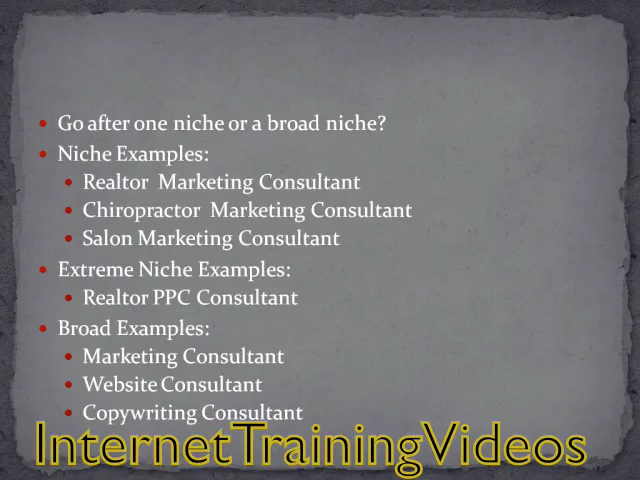 Go after one niche or a broad niche?
Niche Examples:
Realtor Marketing Consultant
Chiropractor Marketing Consultant
Salon Marketing Consultant
Extreme Niche Examples:
Realtor PPC Consultant
Broad Examples:
Marketing Consultant
Website Consultant
Copywriting Consultant
InternetTrainingVideos